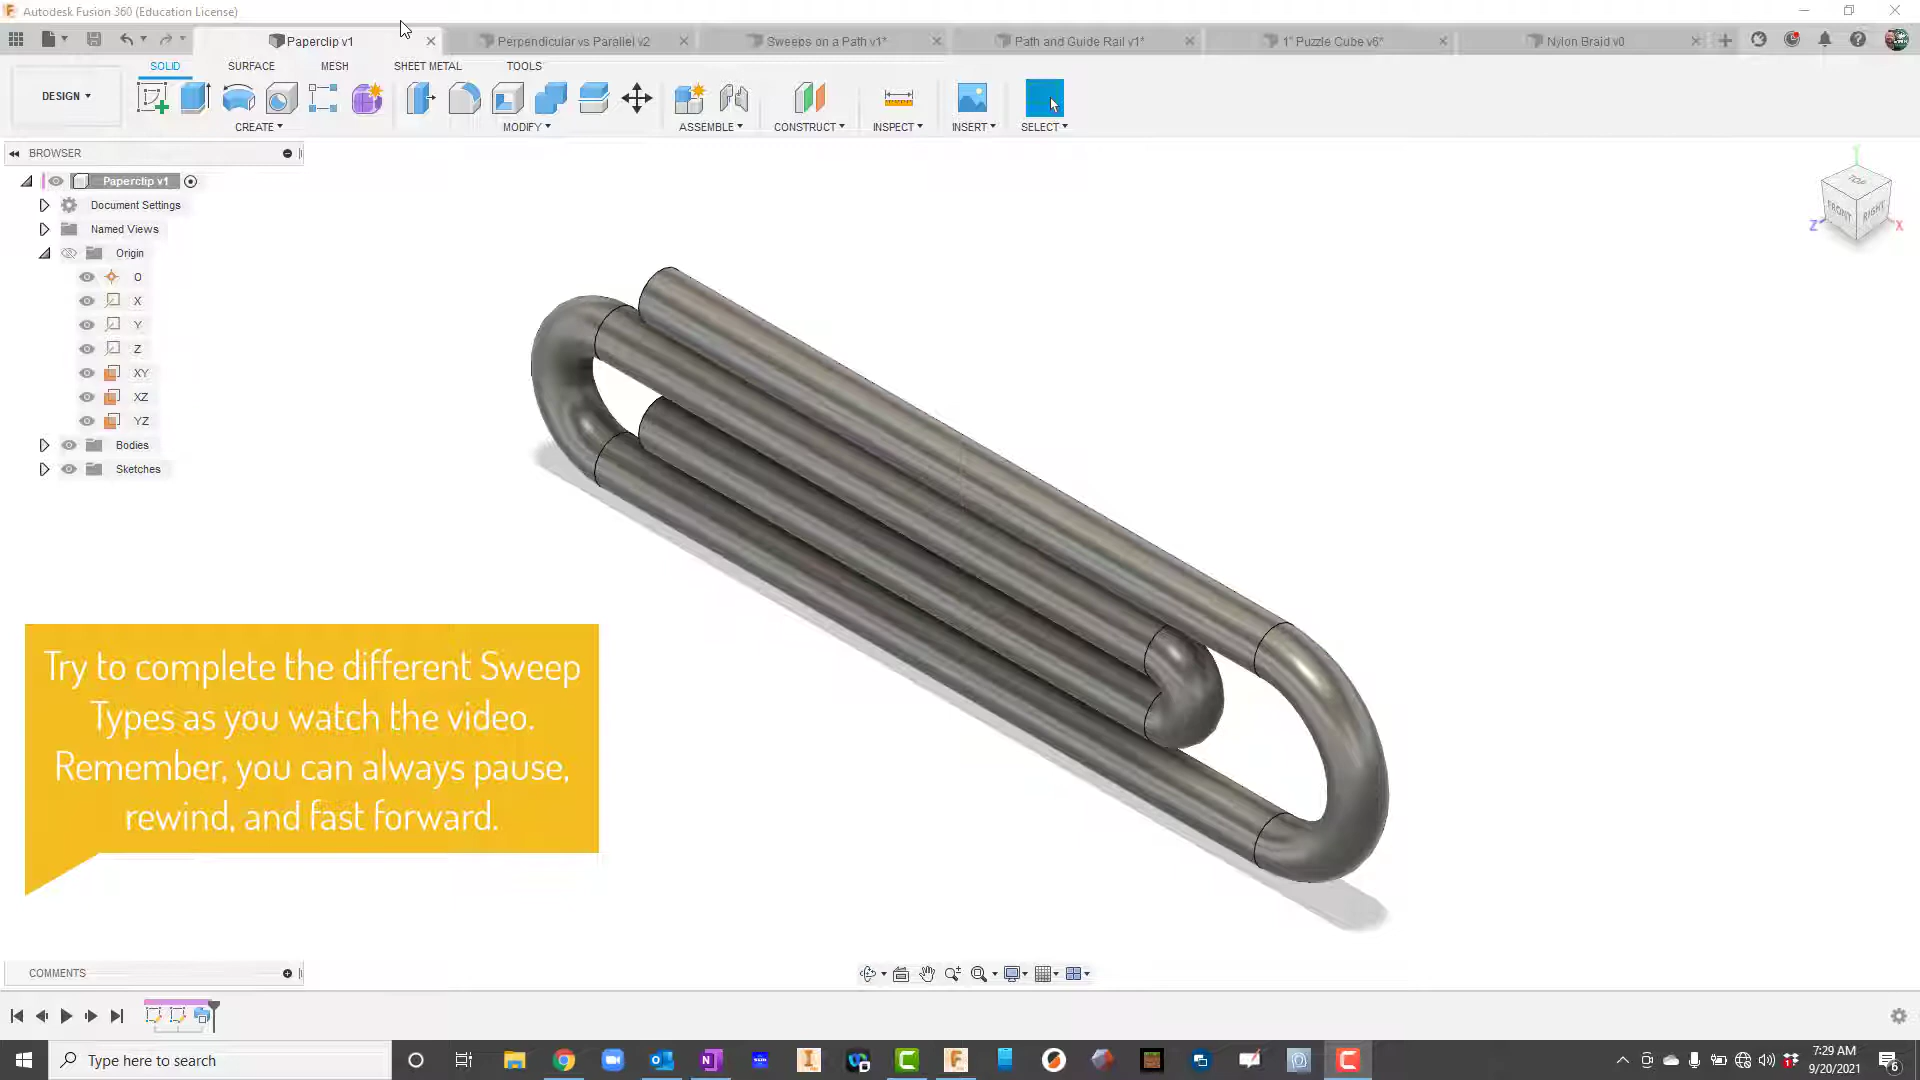 Autodesk Fusion 360 (Education License)
Paperclip v1
Perpendicular vs Parallel v2
Sweeps on a Path v1*
Path and Guide Rail v1*
1" Puzzle Cube v6*
Nylon Braid v0
SOLID
SURFACE
MESH
SHEET METAL
TOOLS
DESIGN
CREATE
MODIFY
ASSEMBLE
CONSTRUCT
INSPECT
INSERT
SELECT
BROWSER
Paperclip v1
Document Settings
Named Views
Origin
O
X
Y
Z
XY
XZ
YZ
Bodies
Sketches
Y
TOP
FRONT
RIGHT
Z
X
Try to complete the different Sweep
Types as you watch the video.
Remember, you can always pause,
rewind, and fast forward.
COMMENTS
Type here to search
7:29 AM
9/20/2021
6